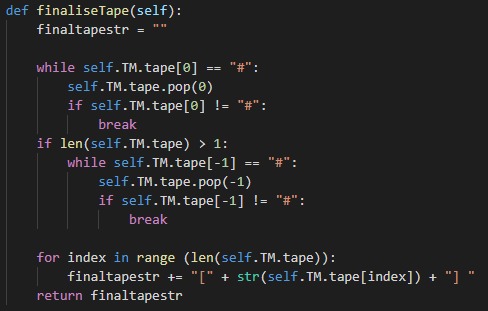 def finaliseTape(self):
    finaltapestr = ""

    while self.TM.tape[0] == "#":
        self.TM.tape.pop(0)
        if self.TM.tape[0] != "#":
            break
    if len(self.TM.tape) > 1:
        while self.TM.tape[-1] == "#":
            self.TM.tape.pop(-1)
            if self.TM.tape[-1] != "#":
                break

    for index in range (len(self.TM.tape)):
        finaltapestr += "[" + str(self.TM.tape[index]) + "] "
    return finaltapestr